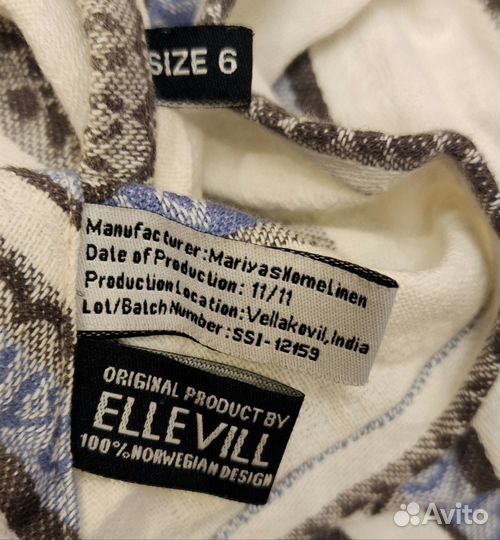 SIZE 6
Manufacturer:MariyasHomeLinen
Date of Production: 11/11
Production Location: Vellakovil, India
Lot/Batch Number: SSI-12159
ORIGINAL PRODUCT BY
ELLEVILL
100% NORWEGIAN DESIGN
Avito